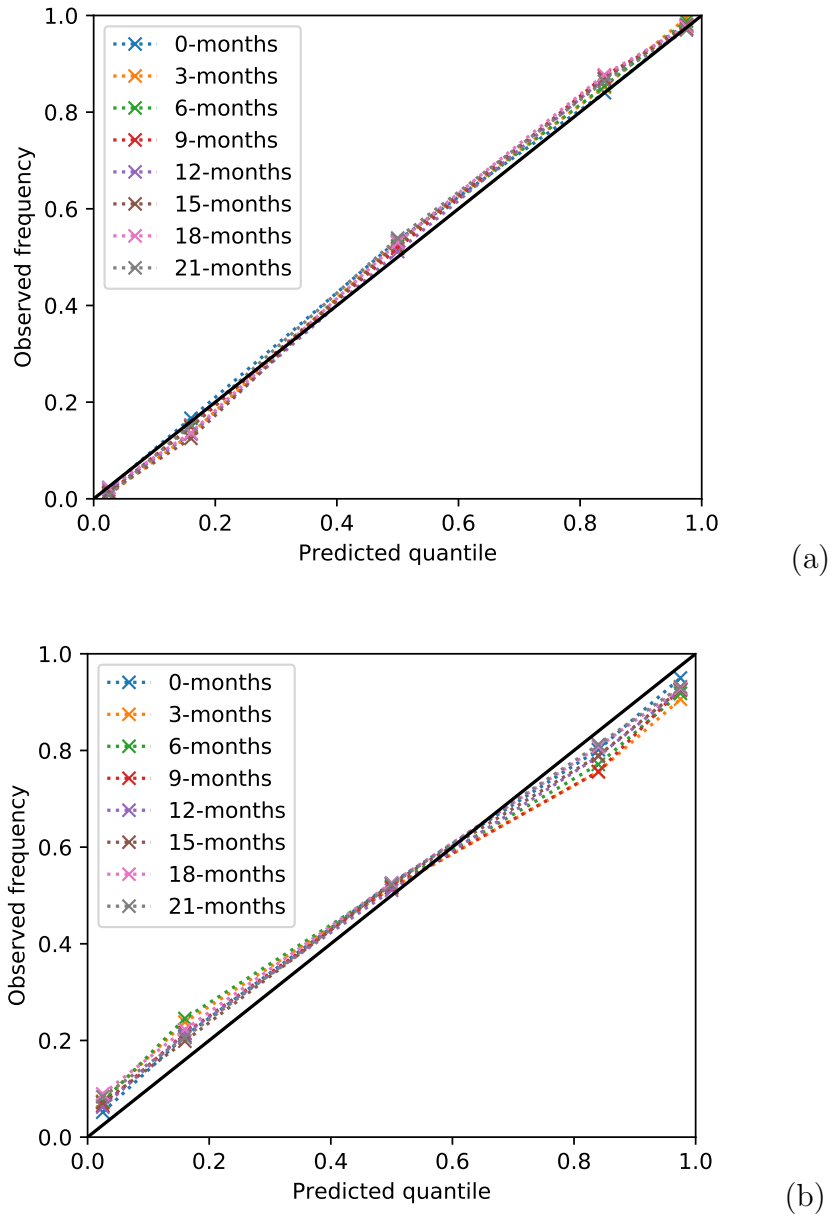 1.0
0.8
0.6
0.4
0.2
0.0
Observed frequency
0-months
3-months
6-months
9-months
12-months
15-months
18-months
21-months
0.0 0.2 0.4 0.6 0.8 1.0
Predicted quantile
(a)
1.0
0.8
0.6
0.4
0.2
0.0
Observed frequency
0-months
3-months
6-months
9-months
12-months
15-months
18-months
21-months
0.0 0.2 0.4 0.6 0.8 1.0
Predicted quantile
(b)